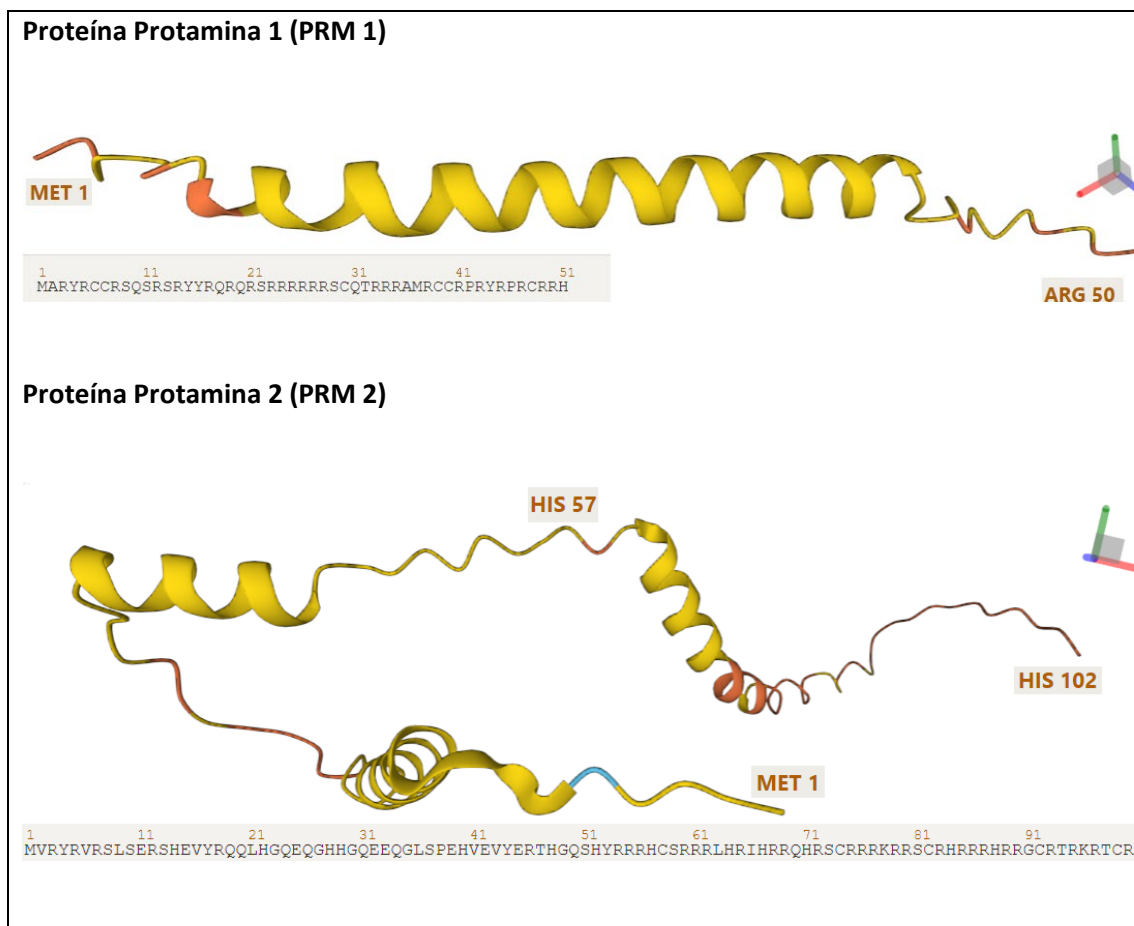 Proteína Protamina 1 (PRM 1)
MET 1
ARG 50
1 11 21 31 41 51
MARYRCCRSQSRSRYYRQRQRSRRRRRRSCQTRRRAMRCCRPRYRPRCRRH
Proteína Protamina 2 (PRM 2)
HIS 57
HIS 102
MET 1
1 11 21 31 41 51 61 71 81 91
MVRYRVRSLSERSHEVYRQQLHGQEQGHHGQEEQGLSPEHVEVYERTHGQSHYRRRHCSRRRLHRIHRRQHRSCRRRKRRSCRHRRRHRRGCRTRKRTCR